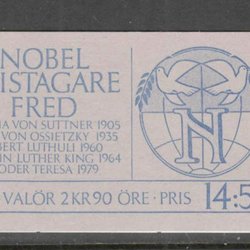 NOBEL
ISTAGARE
FRED
A VON SUTTNER 1905
VON OSSETZKY 1935
BERT LUTHULI 1960
IN LUTHER KING 1964
ODER TERESA 1979
N
VALÖR 2 KR 90 ÖRE · PRIS 14:5